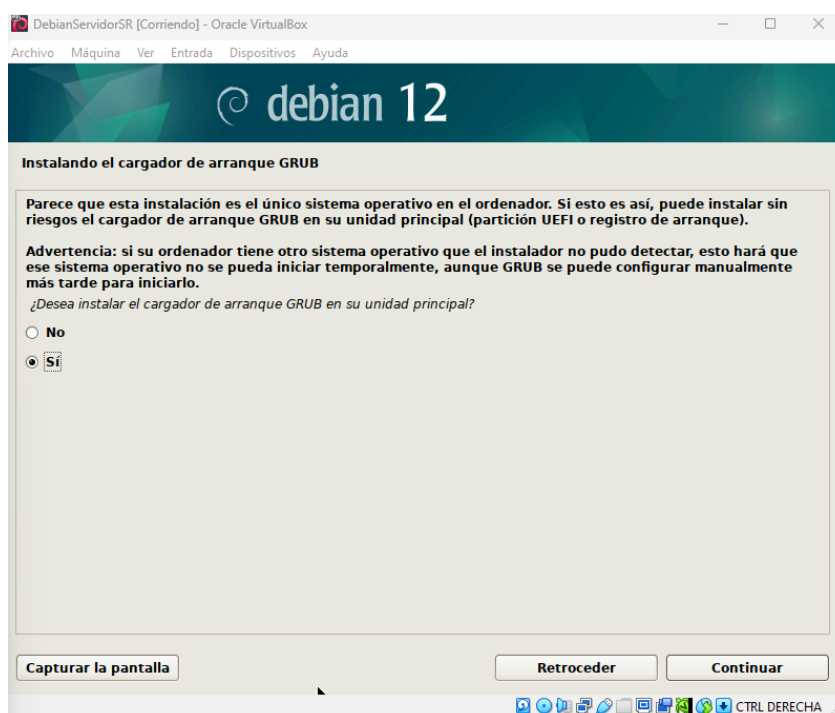 DebianServidorSR [Corriendo] - Oracle VirtualBox
Archivo Máquina Ver Entrada Dispositivos Ayuda
debian 12
Instalando el cargador de arranque GRUB
Parece que esta instalación es el único sistema operativo en el ordenador. Si esto es así, puede instalar sin
riesgos el cargador de arranque GRUB en su unidad principal (partición UEFI o registro de arranque).
Advertencia: si su ordenador tiene otro sistema operativo que el instalador no pudo detectar, esto hará que
ese sistema operativo no se pueda iniciar temporalmente, aunque GRUB se puede configurar manualmente
más tarde para iniciarlo.
¿Desea instalar el cargador de arranque GRUB en su unidad principal?
No
Sí
Capturar la pantalla Retroceder Continuar
CTRL DERECHA